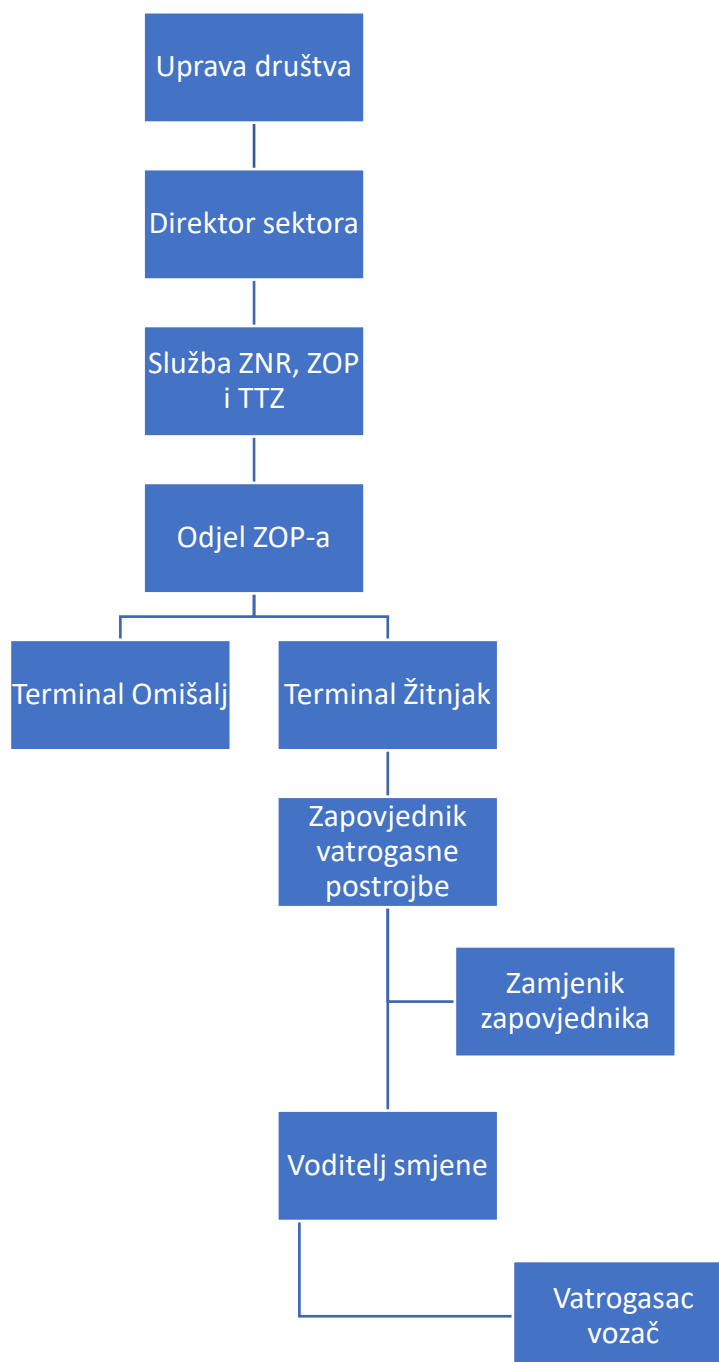 Uprava društva
Direktor sektora
Služba ZNR, ZOP
i TTZ
Odjel ZOP-a
Terminal Omišalj
Terminal Žitnjak
Zapovjednik
vatrogasne
postrojbe
Zamjenik
zapovjednika
Voditelj smjene
Vatrogasac
vozač